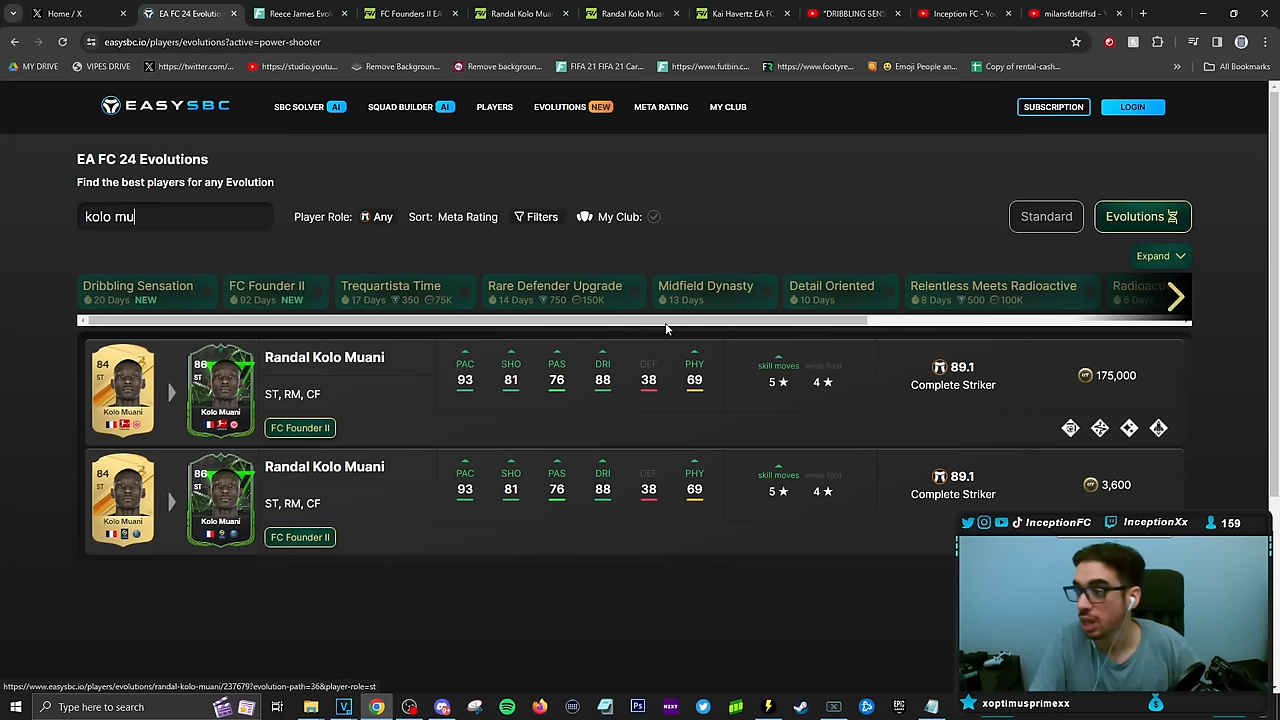 Home / X
EA FC 24 Evolutio
Reece James Evol
FC Founders II EA
Randal Kolo Mua
Randal Kolo Mua
Kai Havertz EA FC
*DRIBBLING SENS
Inception FC - Yo
milansfdsdffsd -
easysbc.io/players/evolutions?active=power-shooter
MY DRIVE
VIPES DRIVE
https://twitter.com/...
https://studio.youtu...
Remove Backgroun...
Remove backgroun...
FIFA 21 FIFA 21 Car...
https://www.futbin.c...
https://www.footyre...
Emoji People an...
Copy of rental-cash...
All Bookmarks
EASYSBC
SBC SOLVER AI
SQUAD BUILDER AI
PLAYERS
EVOLUTIONS NEW
META RATING
MY CLUB
SUBSCRIPTION
LOGIN
EA FC 24 Evolutions
Find the best players for any Evolution
kolo mu
Player Role: Any
Sort: Meta Rating
Filters
My Club:
Standard
Evolutions
Expand
Dribbling Sensation
20 Days NEW
FC Founder II
92 Days NEW
Trequartista Time
17 Days 350 75K
Rare Defender Upgrade
14 Days 750 150K
Midfield Dynasty
13 Days
Detail Oriented
10 Days
Relentless Meets Radioactive
8 Days 500 100K
Radioacti
6 Days
84
ST
Kolo Muani
86
ST
Kolo Muani
Randal Kolo Muani
ST, RM, CF
FC Founder II
PAC SHO PAS DRI DEF PHY
93 81 76 88 38 69
skill moves weak foot
5 ★ 4 ★
89.1
Complete Striker
175,000
84
ST
Kolo Muani
86
ST
Kolo Muani
Randal Kolo Muani
ST, RM, CF
FC Founder II
PAC SHO PAS DRI DEF PHY
93 81 76 88 38 69
skill moves weak foot
5 ★ 4 ★
89.1
Complete Striker
3,600
InceptionFC
InceptionXx
159
xoptimusprimexx
https://www.easysbc.io/players/evolutions/randal-kolo-muani/237679?evolution-path=36&player-role=st
Type here to search